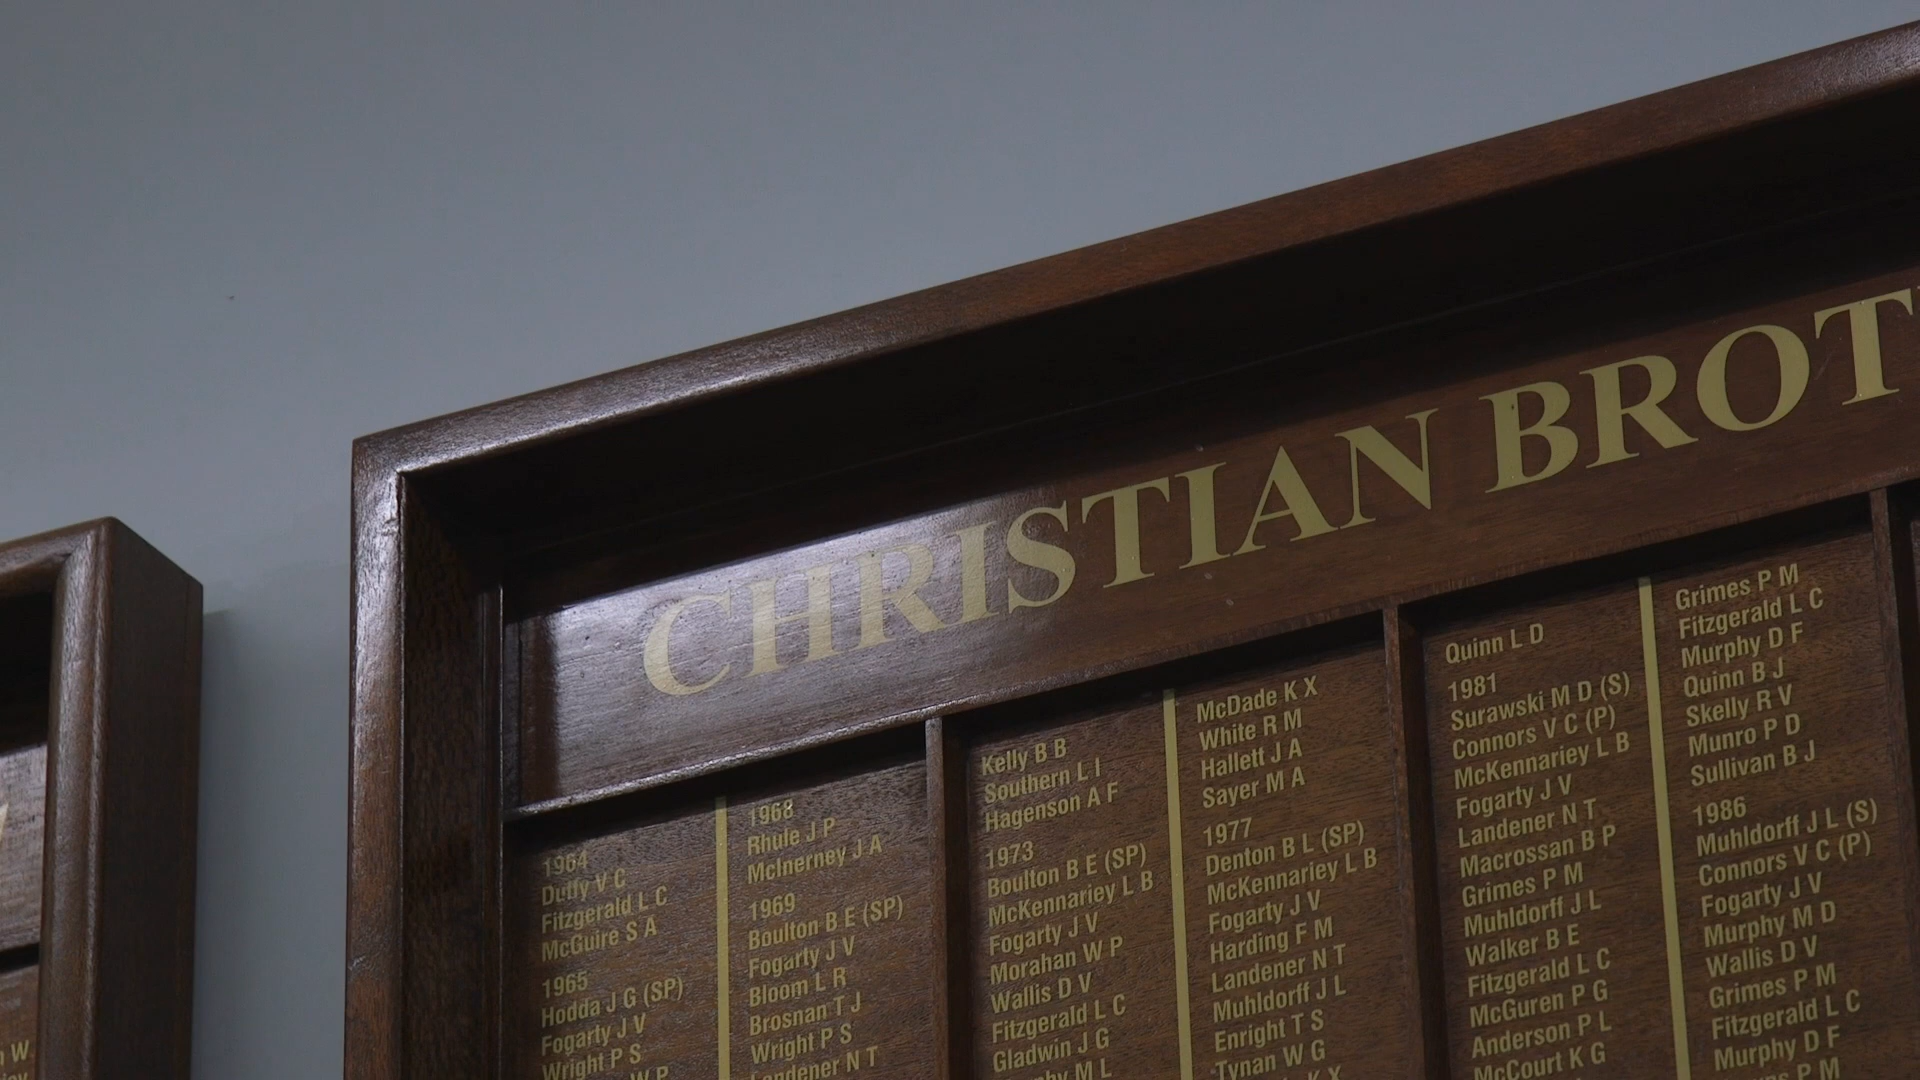 CHRISTIAN BROT
1964
Duffy V C
Fitzgerald L C
McGuire S A
1965
Hodda J G (SP)
Fogarty J V
Wright P S
W P
1968
Rhule J P
McInerney J A
1969
Boulton B E (SP)
Fogarty J V
Bloom L R
Brosnan T J
Wright P S
Landener N T
Kelly B B
Southern L I
Hagenson A F
1973
Boulton B E (SP)
McKennariey L B
Fogarty J V
Morahan W P
Wallis D V
Fitzgerald L C
Gladwin J G
M L
McDade K X
White R M
Hallett J A
Sayer M A
1977
Denton B L (SP)
McKennariey L B
Fogarty J V
Harding F M
Landener N T
Muhldorff J L
Enright T S
Tynan W G
K X
Quinn L D
1981
Surawski M D (S)
Connors V C (P)
McKennariey L B
Fogarty J V
Landener N T
Macrossan B P
Grimes P M
Muhldorff J L
Walker B E
Fitzgerald L C
McGuren P G
Anderson P L
McCourt K G
Grimes P M
Fitzgerald L C
Murphy D F
Quinn B J
Skelly R V
Munro P D
Sullivan B J
1986
Muhldorff J L (S)
Connors V C (P)
Fogarty J V
Murphy M D
Wallis D V
Grimes P M
Fitzgerald L C
Murphy D F
P M